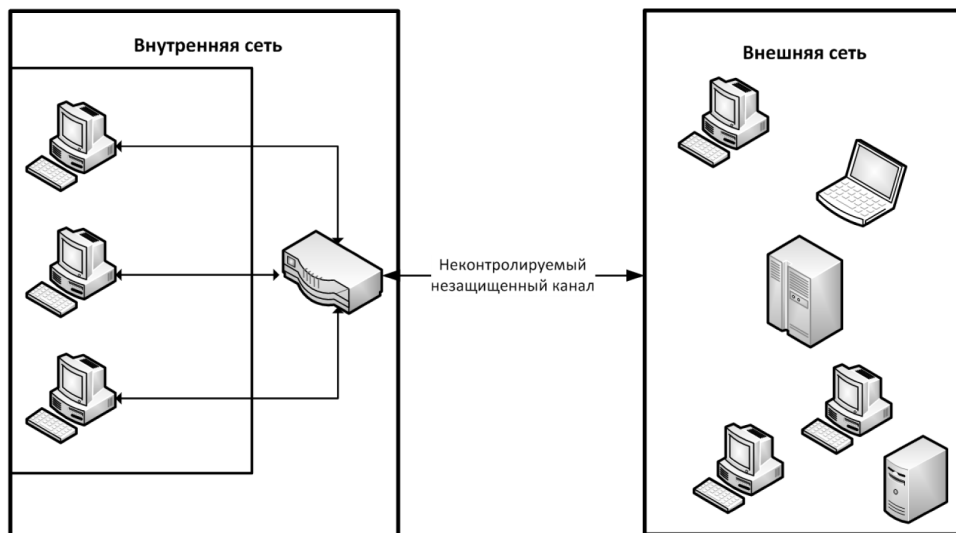 Внутренняя сеть
Внешняя сеть
Неконтролируемый
незащищенный канал